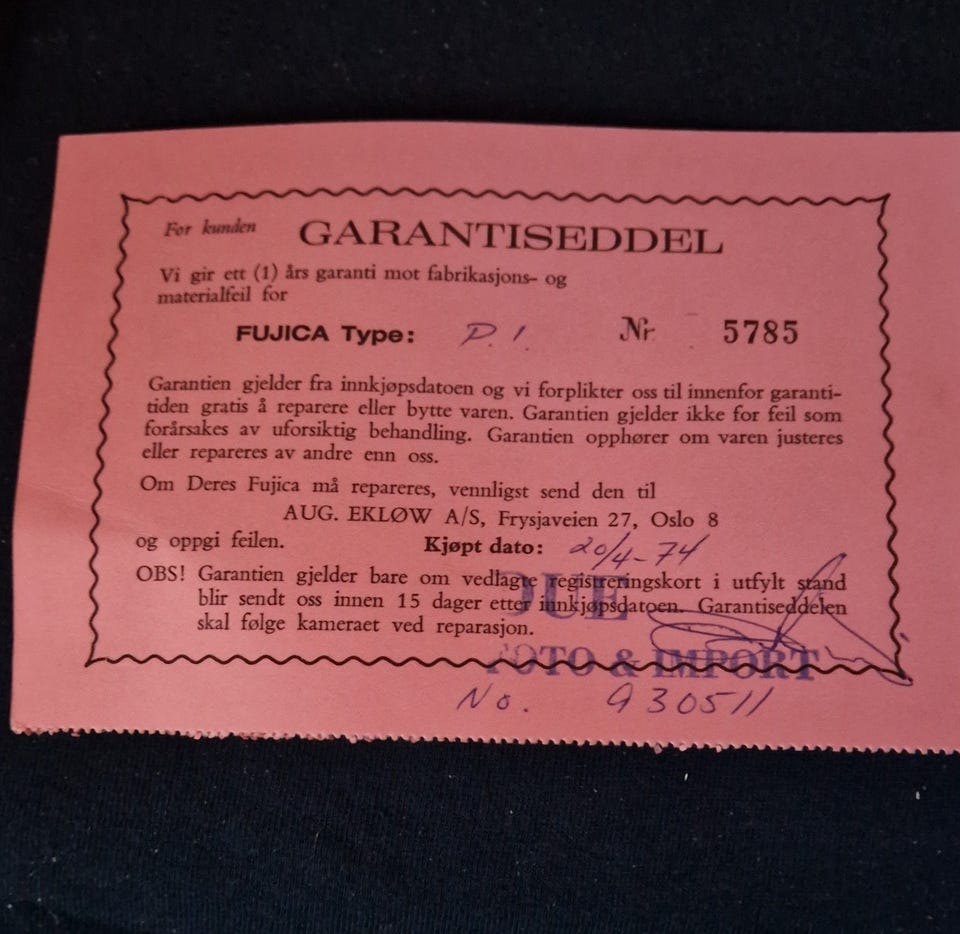 For kunden GARANTISEDDEL
Vi gir ett (1) års garanti mot fabrikasjons- og
materialfeil for
FUJICA Type: P.1. Nr 5785
Garantien gjelder fra innkjøpsdatoen og vi forplikter oss til innenfor garanti-
tiden gratis å reparere eller bytte varen. Garantien gjelder ikke for feil som
forårsakes av uforsiktig behandling. Garantien opphører om varen justeres
eller repareres av andre enn oss.
Om Deres Fujica må repareres, vennligst send den til
AUG. EKLØW A/S, Frysjaveien 27, Oslo 8
og oppgi feilen. Kjøpt dato: 20/4-74
OBS! Garantien gjelder bare om vedlagte registreringskort i utfylt stand
blir sendt oss innen 15 dager etter innkjøpsdatoen. Garantiseddelen
skal følge kameraet ved reparasjon.
DUE
FOTO & IMPORT
No. 930511